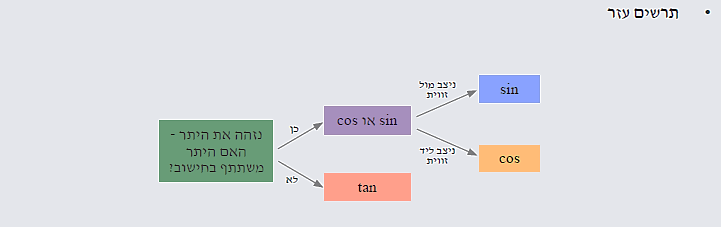 • תרשים עזר
נזהה את היתר -
האם היתר
משתתף בחישוב?
כן
לא
sin או cos
tan
ניצב מול
זווית
ניצב ליד
זווית
sin
cos